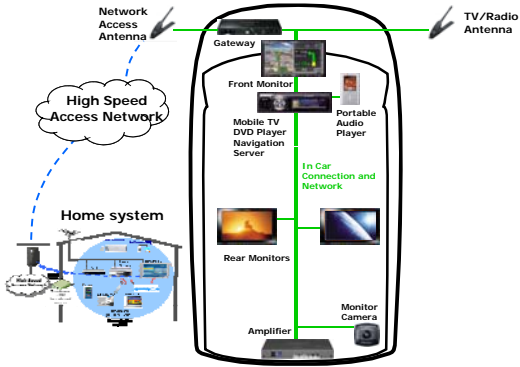 Network
Access
Antenna
TV/Radio
Antenna
Gateway
Front Monitor
High Speed
Access Network
Portable
Audio
Player
Mobile TV
DVD Player
Navigation
Server
In Car
Connection and
Network
Home system
Rear Monitors
Monitor
Camera
Amplifier